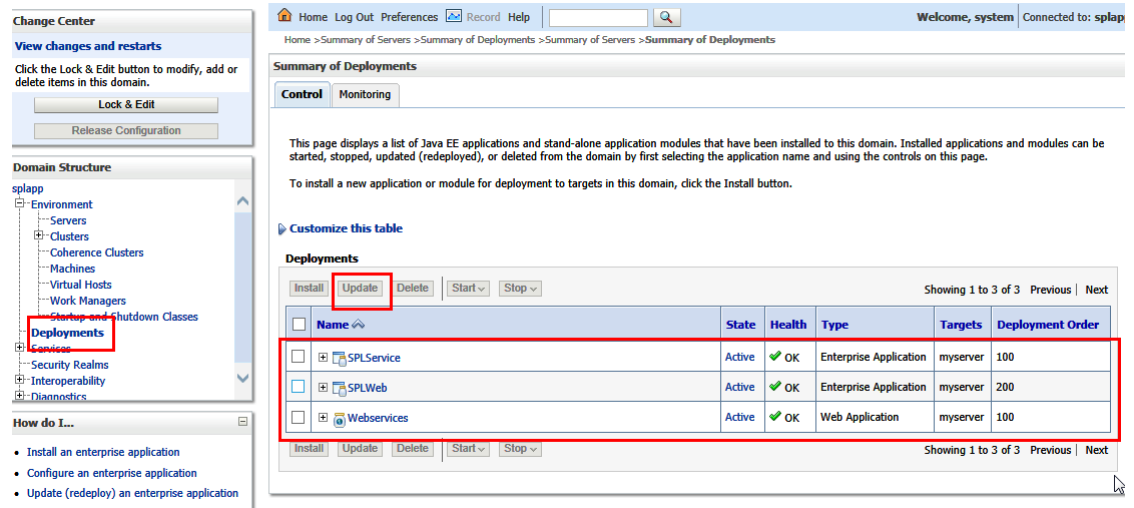 Change Center
View changes and restarts
Click the Lock & Edit button to modify, add or
delete items in this domain.
Lock & Edit
Release Configuration
Domain Structure
splapp
Environment
Servers
Clusters
Coherence Clusters
Machines
Virtual Hosts
Work Managers
Startup and Shutdown Classes
Deployments
Services
Security Realms
Interoperability
Diagnostics
How do I...
Install an enterprise application
Configure an enterprise application
Update (redeploy) an enterprise application
Home Log Out Preferences Record Help
Welcome, system Connected to: splapp
Home >Summary of Servers >Summary of Deployments >Summary of Servers >Summary of Deployments
Summary of Deployments
Control Monitoring
This page displays a list of Java EE applications and stand-alone application modules that have been installed to this domain. Installed applications and modules can be
started, stopped, updated (redeployed), or deleted from the domain by first selecting the application name and using the controls on this page.
To install a new application or module for deployment to targets in this domain, click the Install button.
Customize this table
Deployments
Install Update Delete Start Stop Showing 1 to 3 of 3 Previous | Next
Name State Health Type Targets Deployment Order
SPLService Active OK Enterprise Application myserver 100
SPLWeb Active OK Enterprise Application myserver 200
Webservices Active OK Web Application myserver 100
Install Update Delete Start Stop Showing 1 to 3 of 3 Previous | Next